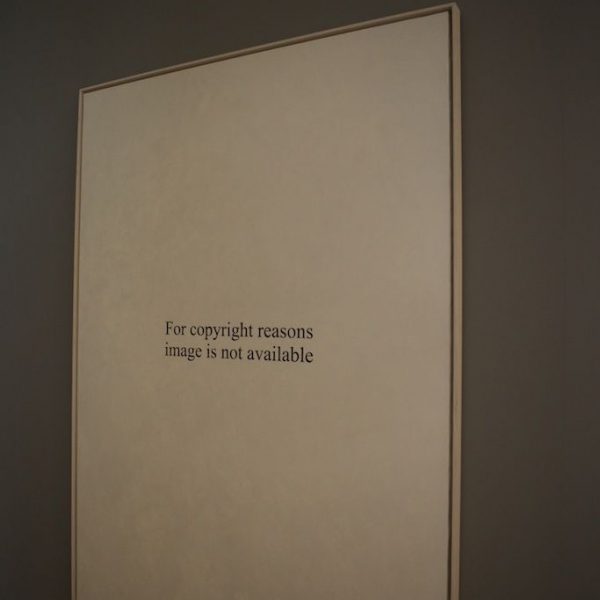 For copyright reasons
image is not available